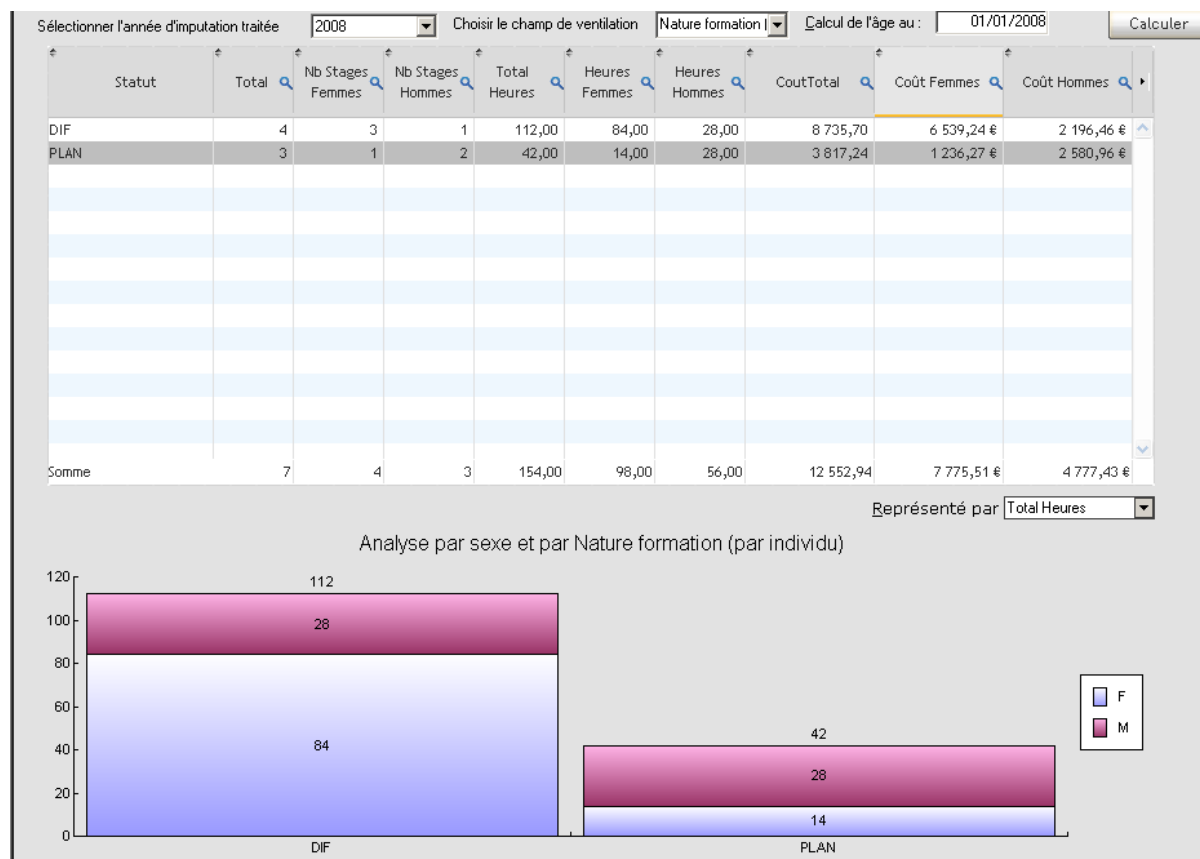 Sélectionner l'année d'imputation traitée 2008 Choisir le champ de ventilation Nature formation ( Calcul de l'âge au : 01/01/2008 Calculer
Statut Total Nb Stages Femmes Nb Stages Hommes Total Heures Heures Femmes Heures Hommes CoutTotal Coût Femmes Coût Hommes
DIF 4 3 1 112,00 84,00 28,00 8 735,70 6 539,24 € 2 196,46 €
PLAN 3 1 2 42,00 14,00 28,00 3 817,24 1 236,27 € 2 580,96 €
Somme 7 4 3 154,00 98,00 56,00 12 552,94 7 775,51 € 4 777,43 €
Représenté par Total Heures
Analyse par sexe et par Nature formation (par individu)
120
112
100
28
80
60
F
M
42
40
84
28
20
14
0
DIF PLAN